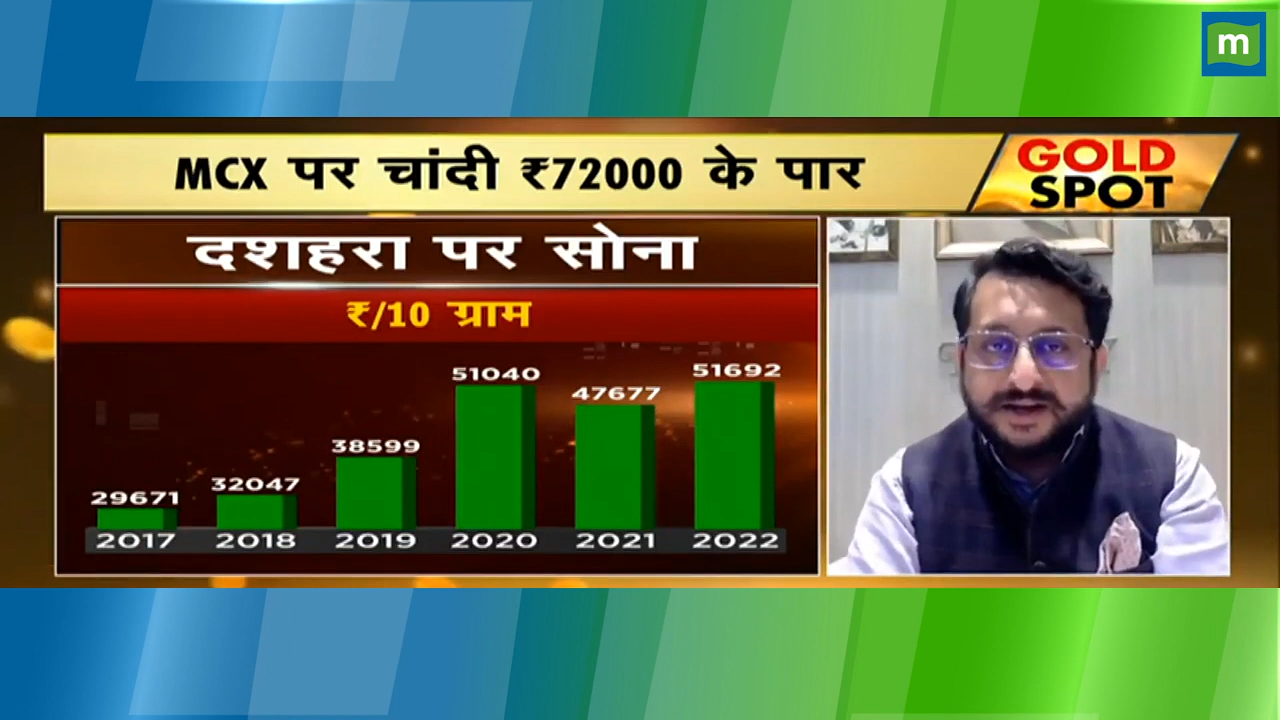 m
MCX पर चांदी ₹72000 के पार
GOLD
SPOT
दशहरा पर सोना
₹/10 ग्राम
29671
32047
38599
51040
47677
51692
2017 2018 2019 2020 2021 2022